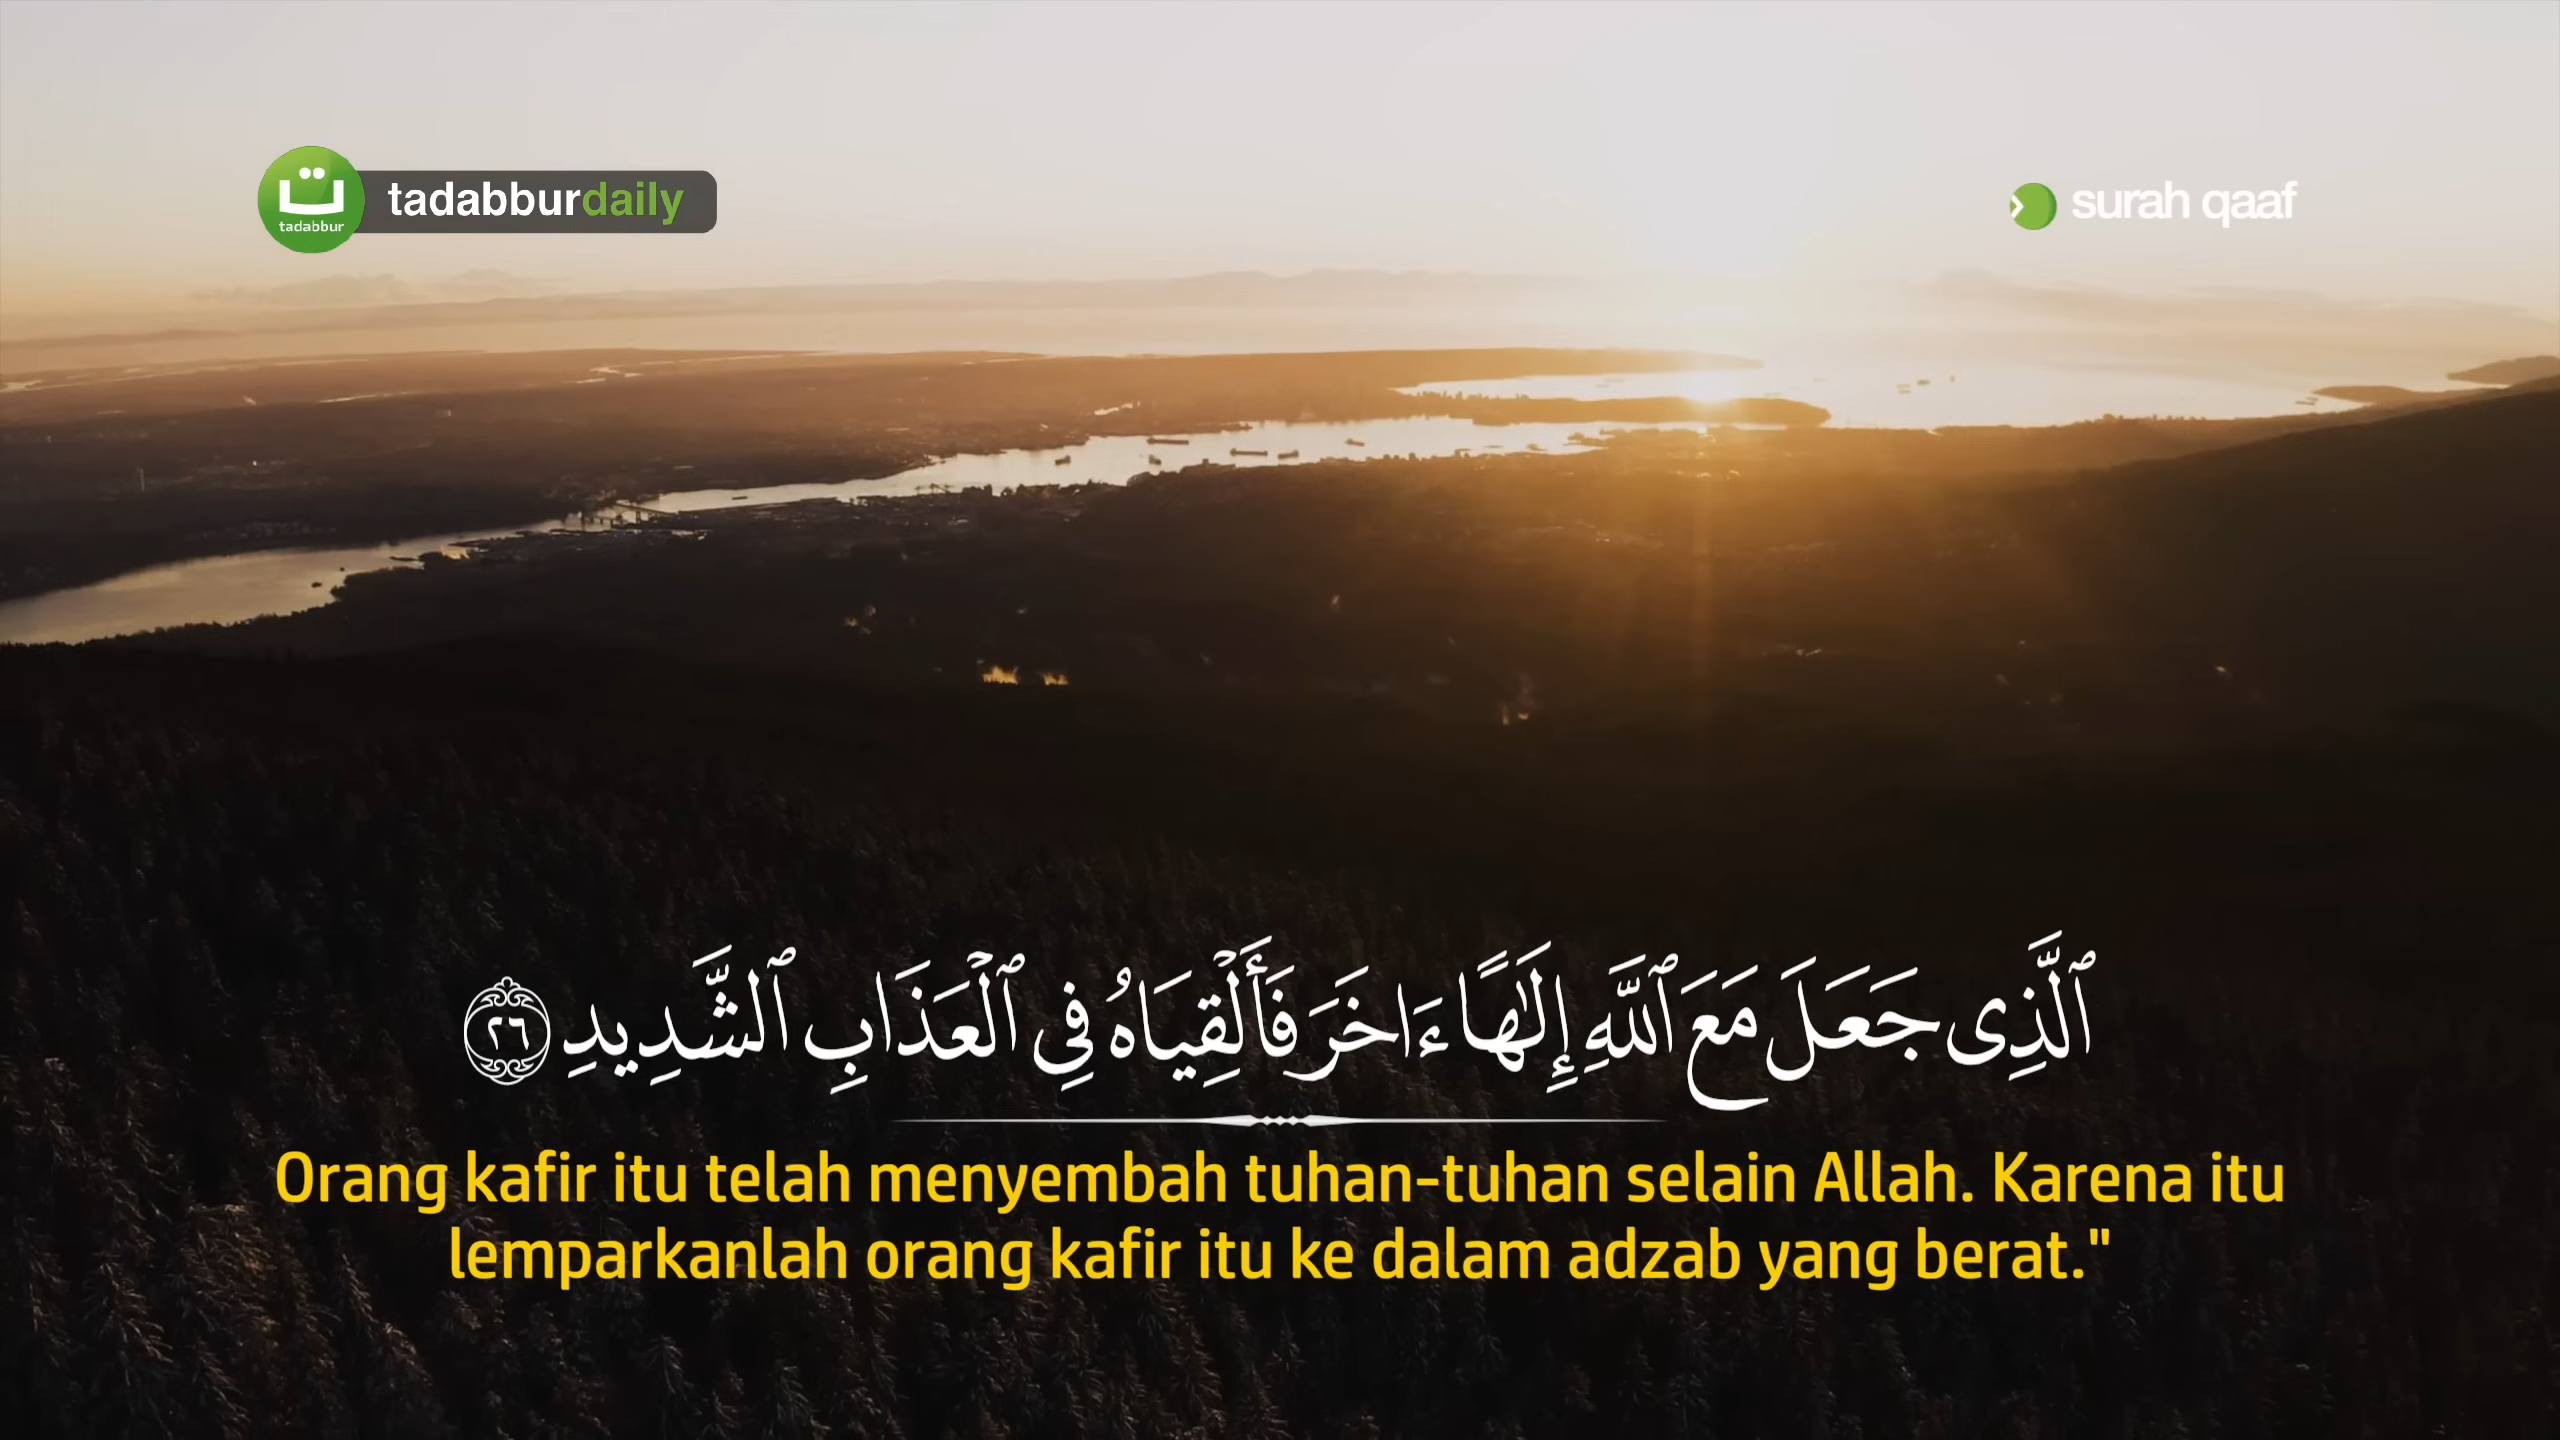 ت
tadabbur
tadabburdaily
surah qaaf
ٱلَّذِى جَعَلَ مَعَ ٱللَّهِ إِلَٰهًا ءَاخَرَ فَأَلْقِيَاهُ فِى ٱلْعَذَابِ ٱلشَّدِيدِ ٢٦
Orang kafir itu telah menyembah tuhan-tuhan selain Allah. Karena itu
lemparkanlah orang kafir itu ke dalam adzab yang berat."